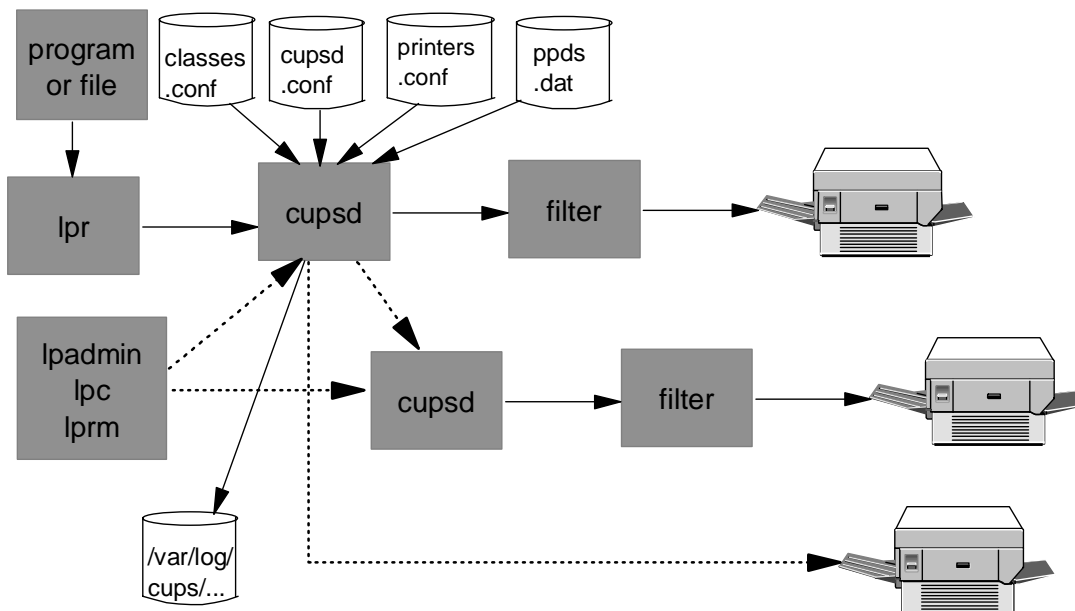 program
or file
classes
.conf
cupsd
.conf
printers
.conf
ppds
.dat
lpr
cupsd
filter
lpadmin
lpc
lprm
cupsd
filter
/var/log/
cups/...